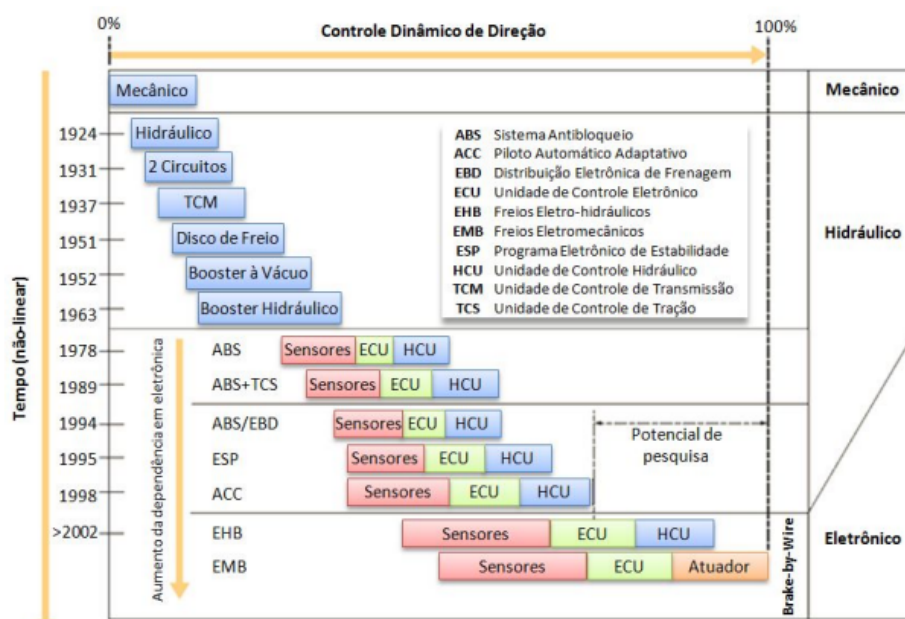 0%
Controle Dinâmico de Direção
100%
Tempo (não-linear)
Mecânico
Mecânico
1924
Hidráulico
1931
2 Circuitos
1937
TCM
1951
Disco de Freio
1952
Booster à Vácuo
1963
Booster Hidráulico
ABS Sistema Antibloqueio
ACC Piloto Automático Adaptativo
EBD Distribuição Eletrônica de Frenagem
ECU Unidade de Controle Eletrônico
EHB Freios Eletro-hidráulicos
EMB Freios Eletromecânicos
ESP Programa Eletrônico de Estabilidade
HCU Unidade de Controle Hidráulico
TCM Unidade de Controle de Transmissão
TCS Unidade de Controle de Tração
Hidráulico
Aumento da dependência em eletrônica
1978 ABS Sensores ECU HCU
1989 ABS+TCS Sensores ECU HCU
1994 ABS/EBD Sensores ECU HCU
1995 ESP Sensores ECU HCU
1998 ACC Sensores ECU HCU
Potencial de
pesquisa
>2002 EHB Sensores ECU HCU
EMB Sensores ECU Atuador
Brake-by-Wire
Eletrônico